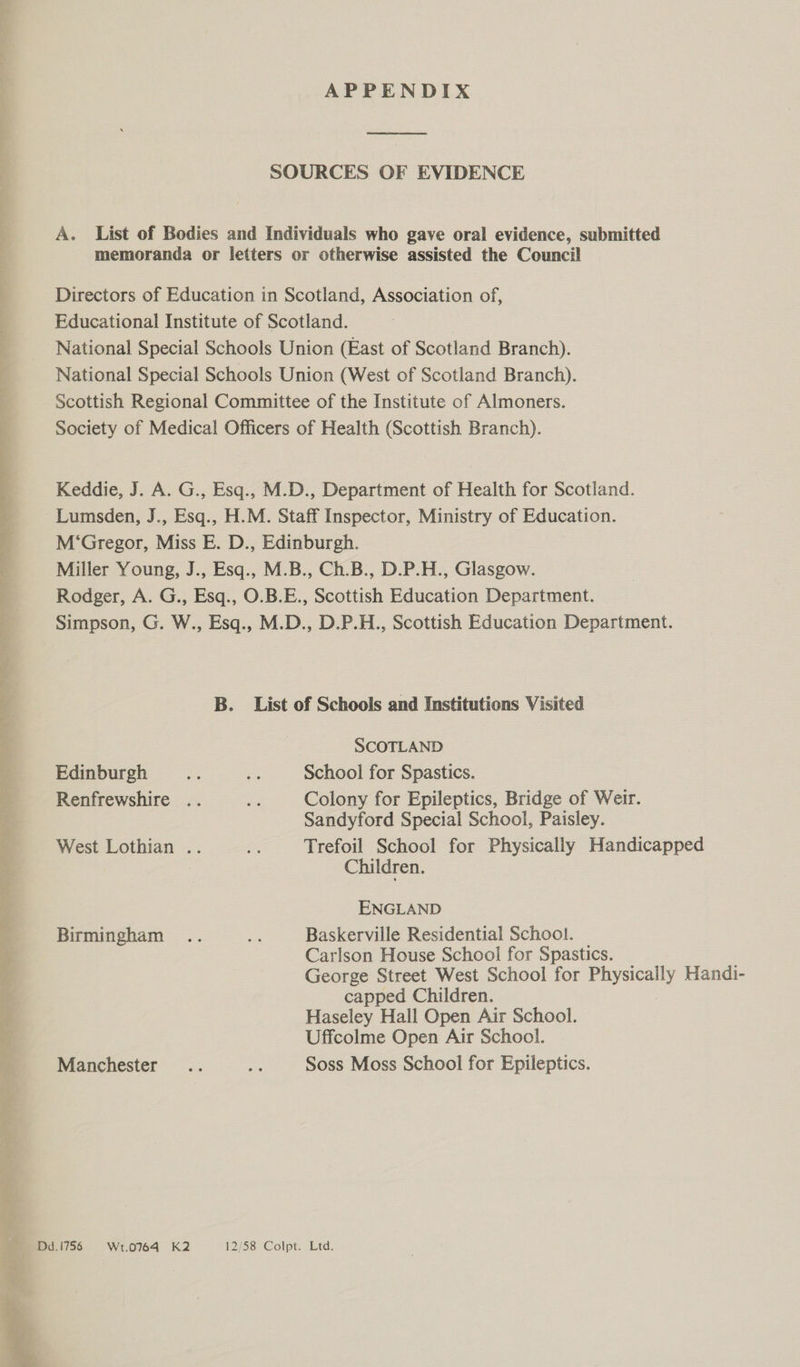 APPENDIX
SOURCES OF EVIDENCE
A. List of Bodies and Individuals who gave oral evidence, submitted
memoranda or letters or otherwise assisted the Council
Directors of Education in Scotland, Association of,
Educational Institute of Scotland.
National Special Schools Union (East of Scotland Branch).
National Special Schools Union (West of Scotland Branch).
Scottish Regional Committee of the Institute of Almoners.
Society of Medical Officers of Health (Scottish Branch).
Keddie, J. A. G., Esq., M.D., Department of Health for Scotland.
Lumsden, J., Esq., H.M. Staff Inspector, Ministry of Education.
M‘Gregor, Miss E. D., Edinburgh.
Miller Young, J., Esq., M.B., Ch.B., D.P.H., Glasgow.
Rodger, A. G., Esq., O.B.E., Scottish Education Department.
Simpson, G. W., Esq., M.D., D.P.H., Scottish Education Department.
B. List of Schools and Institutions Visited
SCOTLAND
Edinburgh .. .. School for Spastics.
Renfrewshire .. .. Colony for Epileptics, Bridge of Weir.
Sandyford Special School, Paisley.
West Lothian .. .. Trefoil School for Physically Handicapped
Children.
ENGLAND
Birmingham .. .. Baskerville Residential School.
Carlson House School for Spastics.
George Street West School for Physically Handi-
capped Children.
Haseley Hall Open Air School.
Uffcolme Open Air School.
Manchester .. .. Soss Moss School for Epileptics.
Dd.1756 Wt.0764 K2 12/58 Colpt. Ltd.